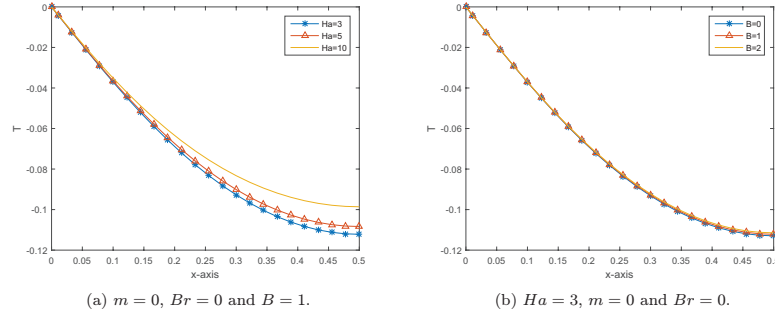 0
-0.02
-0.04
-0.06
-0.08
-0.1
-0.12
T
0 0.05 0.1 0.15 0.2 0.25 0.3 0.35 0.4 0.45 0.5
x-axis
Ha=3
Ha=5
Ha=10
(a) m = 0, Br = 0 and B = 1.
0
-0.02
-0.04
-0.06
-0.08
-0.1
-0.12
T
0 0.05 0.1 0.15 0.2 0.25 0.3 0.35 0.4 0.45 0.5
x-axis
B=0
B=1
B=2
(b) Ha = 3, m = 0 and Br = 0.